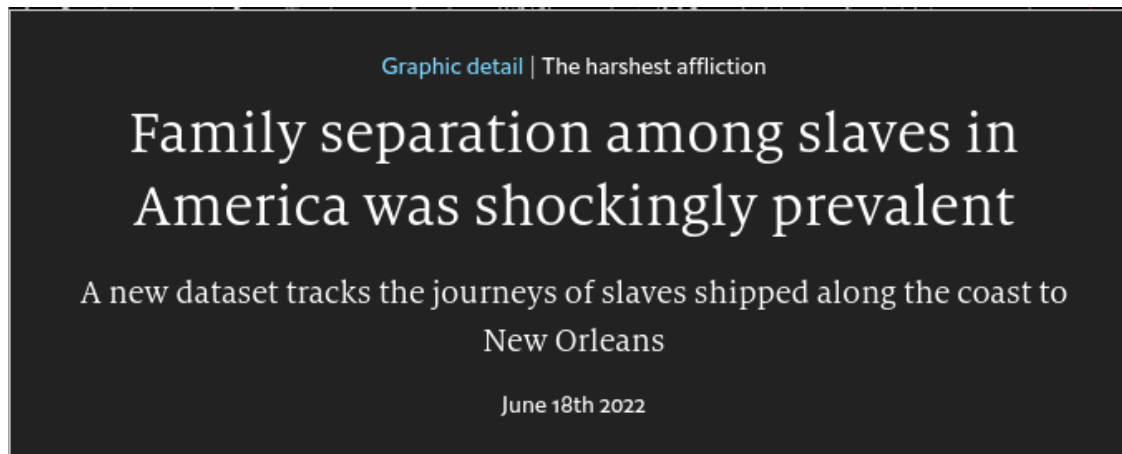 Graphic detail | The harshest affliction
Family separation among slaves in
America was shockingly prevalent
A new dataset tracks the journeys of slaves shipped along the coast to
New Orleans
June 18th 2022